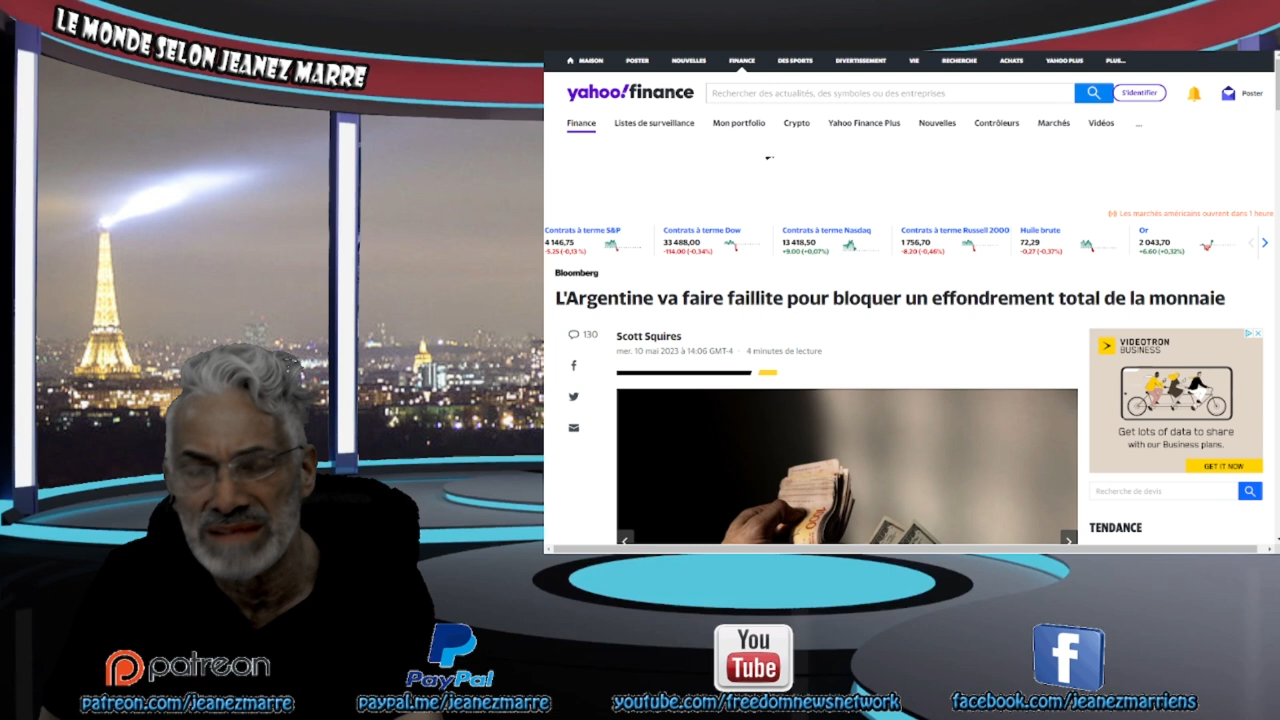 LE MONDE SELON JEANEZ MARRE
MAISON POSTER NOUVELLES FINANCE DES SPORTS DIVERTISSEMENT VIE RECHERCHE ACHATS YAHOO PLUS PLUS...
yahoo!finance
Rechercher des actualités, des symboles ou des entreprises
S'identifier
Poster
Finance Listes de surveillance Mon portfolio Crypto Yahoo Finance Plus Nouvelles Contrôleurs Marchés Vidéos ...
Les marchés américains ouvrent dans 1 heure
Contrats à terme S&P Contrats à terme Dow Contrats à terme Nasdaq Contrats à terme Russell 2000 Huile brute Or
4 146,75 33 488,00 13 418,50 1 756,70 72,29 2 043,70
-5.25 (-0,13 %) -114.00 (-0,34%) +9.00 (+0,07%) -8.20 (-0,46%) -0,27 (-0,37%) +6.60 (+0,32%)
Bloomberg
L'Argentine va faire faillite pour bloquer un effondrement total de la monnaie
130
Scott Squires
mer. 10 mai 2023 à 14:06 GMT-4 · 4 minutes de lecture
VIDEOTRON
BUSINESS
Get lots of data to share
with our Business plans.
GET IT NOW
Recherche de devis
TENDANCE
patreon
patreon.com/jeanezmarre
PayPal
paypal.me/jeanezmarre
You
Tube
youtube.com/freedomnewsnetwork
f
facebook.com/jeanezmarriens